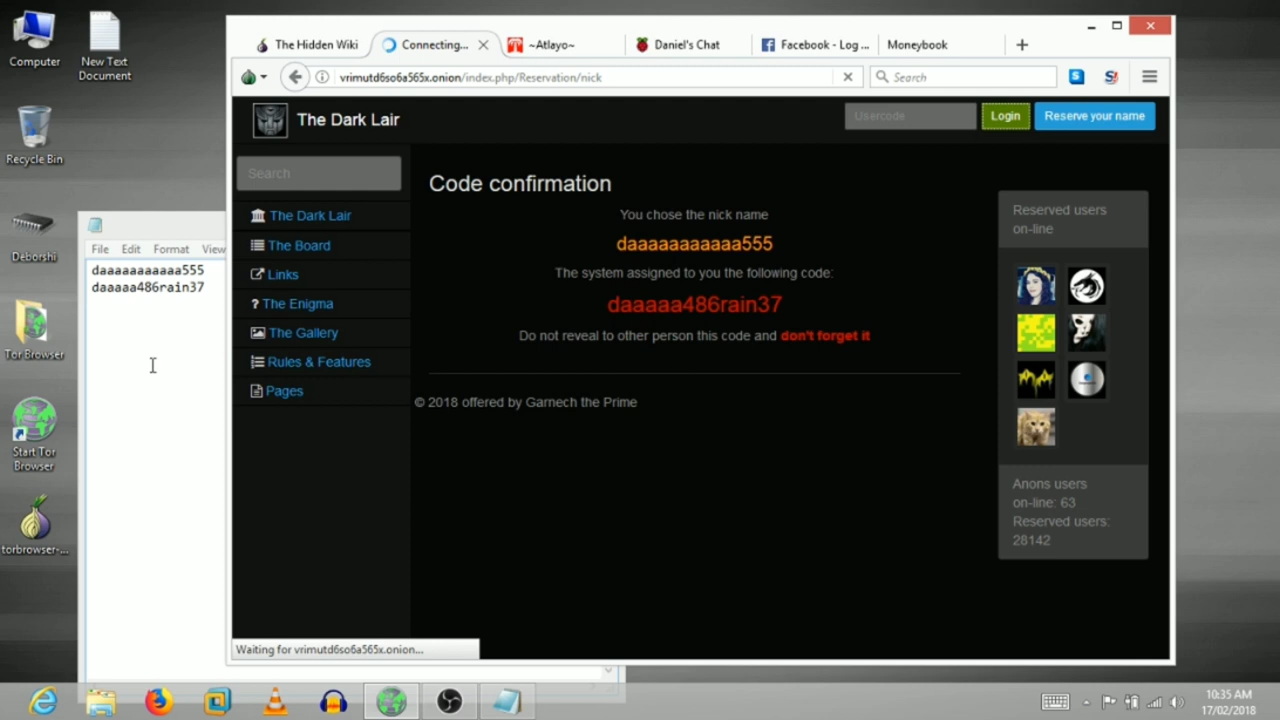 Computer
New Text
Document
Recycle Bin
Deborshi
Tor Browser
Start Tor
Browser
torbrowser-...
File Edit Format View
daaaaaaaaaaa555
daaaaa486rain37
The Hidden Wiki
Connecting...
~Atlayo~
Daniel's Chat
Facebook - Log ...
Moneybook
vrimutd6so6a565x.onion/index.php/Reservation/nick
Search
The Dark Lair
Usercode
Login
Reserve your name
Search
The Dark Lair
The Board
Links
? The Enigma
The Gallery
Rules & Features
Pages
Code confirmation
You chose the nick name
daaaaaaaaaaa555
The system assigned to you the following code:
daaaaa486rain37
Do not reveal to other person this code and don't forget it
© 2018 offered by Garnech the Prime
Reserved users
on-line
Anons users
on-line: 63
Reserved users:
28142
Waiting for vrimutd6so6a565x.onion...
10:35 AM
17/02/2018